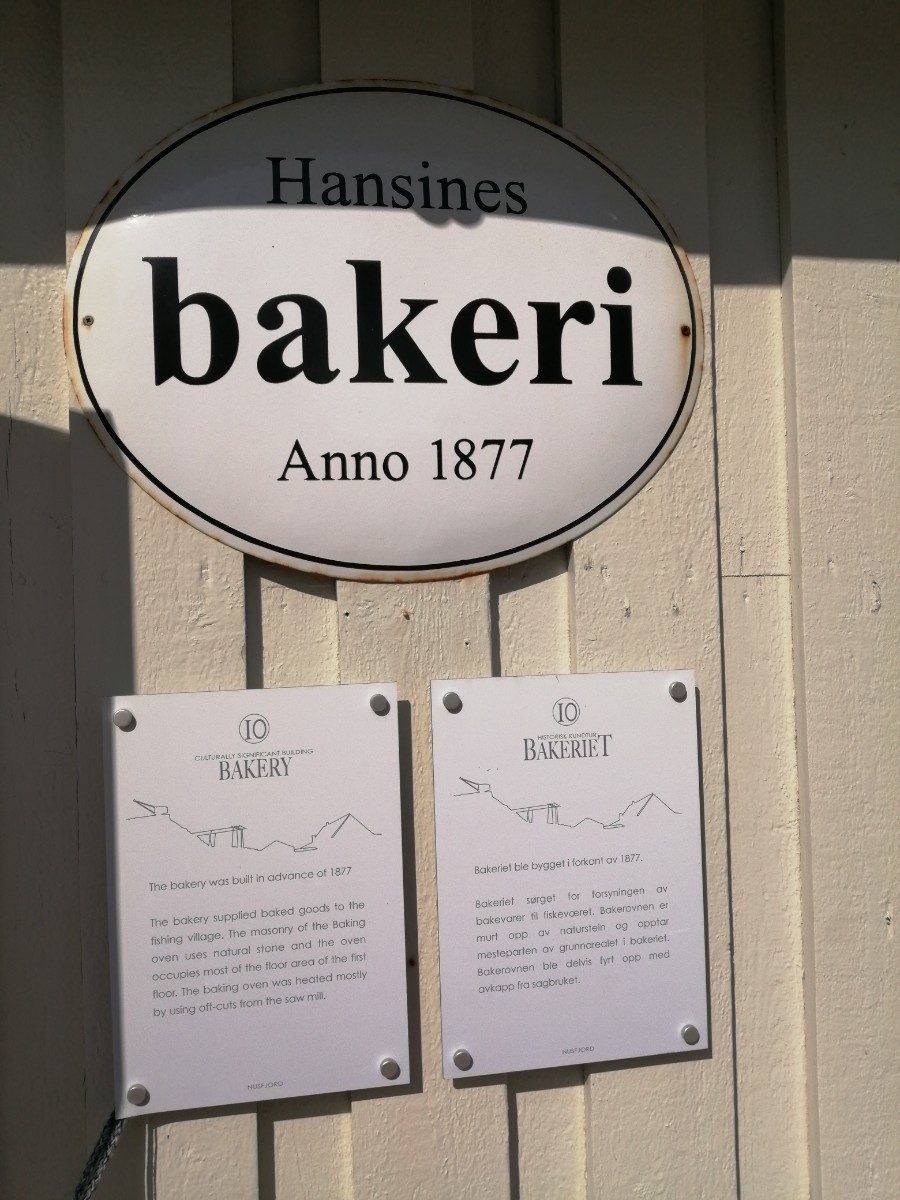 Hansines
bakeri
Anno 1877
10
CULTURALLY SIGNIFICANT BUILDING
BAKERY
The bakery was built in advance of 1877
The bakery supplied baked goods to the
fishing village. The masonry of the Baking
oven uses natural stone and the oven
occupies most of the floor area of the first
floor. The baking oven was heated mostly
by using off-cuts from the saw mill.
HUSFJORD
10
HISTORISK RUNDTUR
BAKERIET
Bakeriet ble bygget i forkant av 1877.
Bakeriet sørget for forsyningen av
bakevarer til fiskeværet. Bakerovnen er
murt opp av naturstein og opptar
mesteparten av grunnarealet i bakeriet.
Bakerovnen ble delvis fyrt opp med
avkapp fra sagbruket.
HUSFJORD